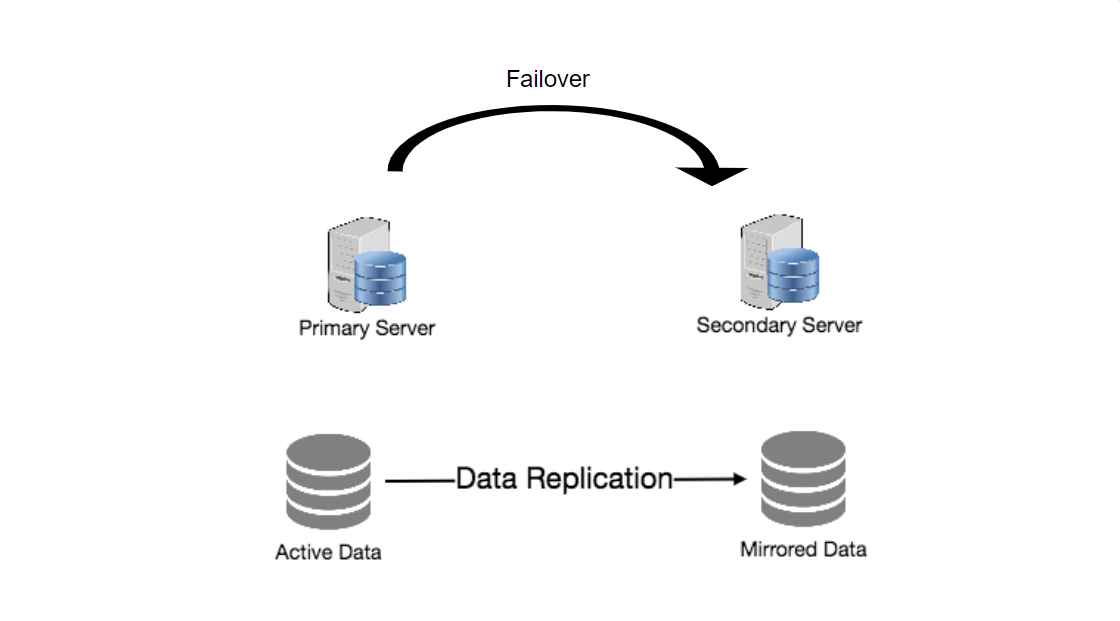 Failover
Primary Server
Secondary Server
Data Replication
Active Data
Mirrored Data